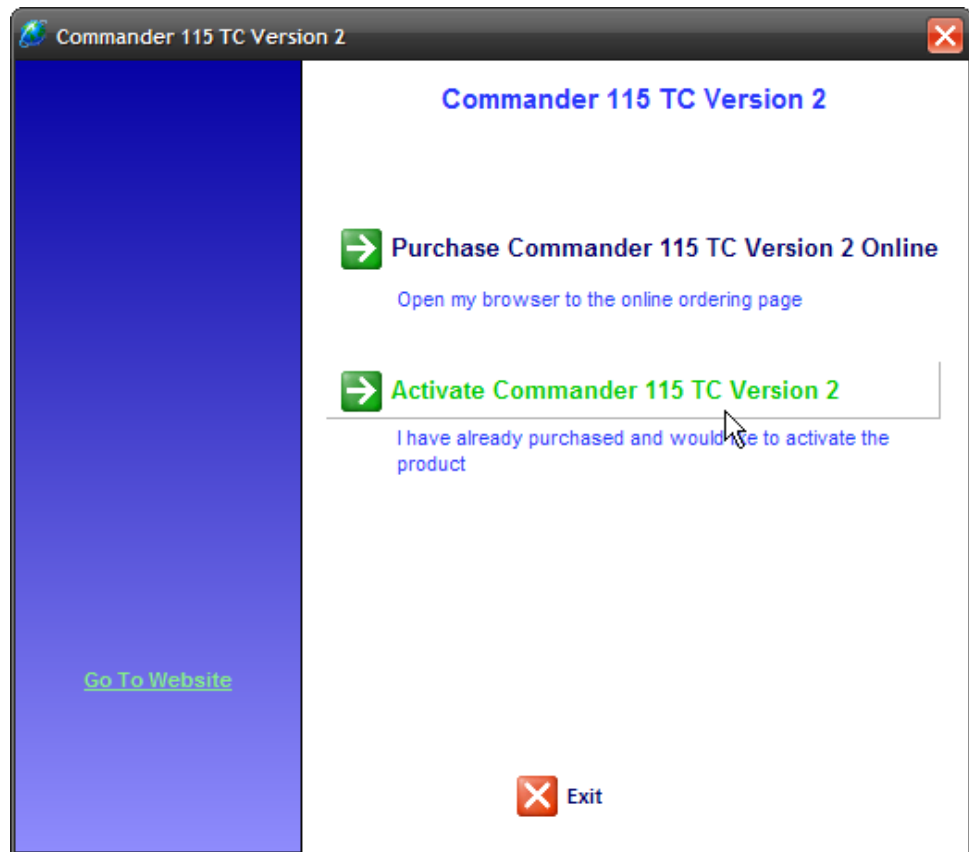 Commander 115 TC Version 2
Commander 115 TC Version 2
Purchase Commander 115 TC Version 2 Online
Open my browser to the online ordering page
Activate Commander 115 TC Version 2
I have already purchased and would like to activate the
product
Go To Website
Exit